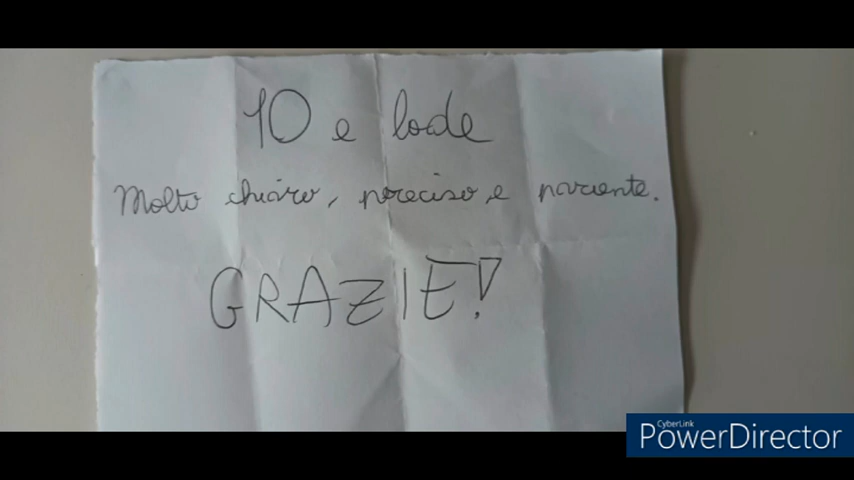 10 e lode
Molto chiaro, preciso, e paziente.
GRAZIE!
CyberLink
PowerDirector